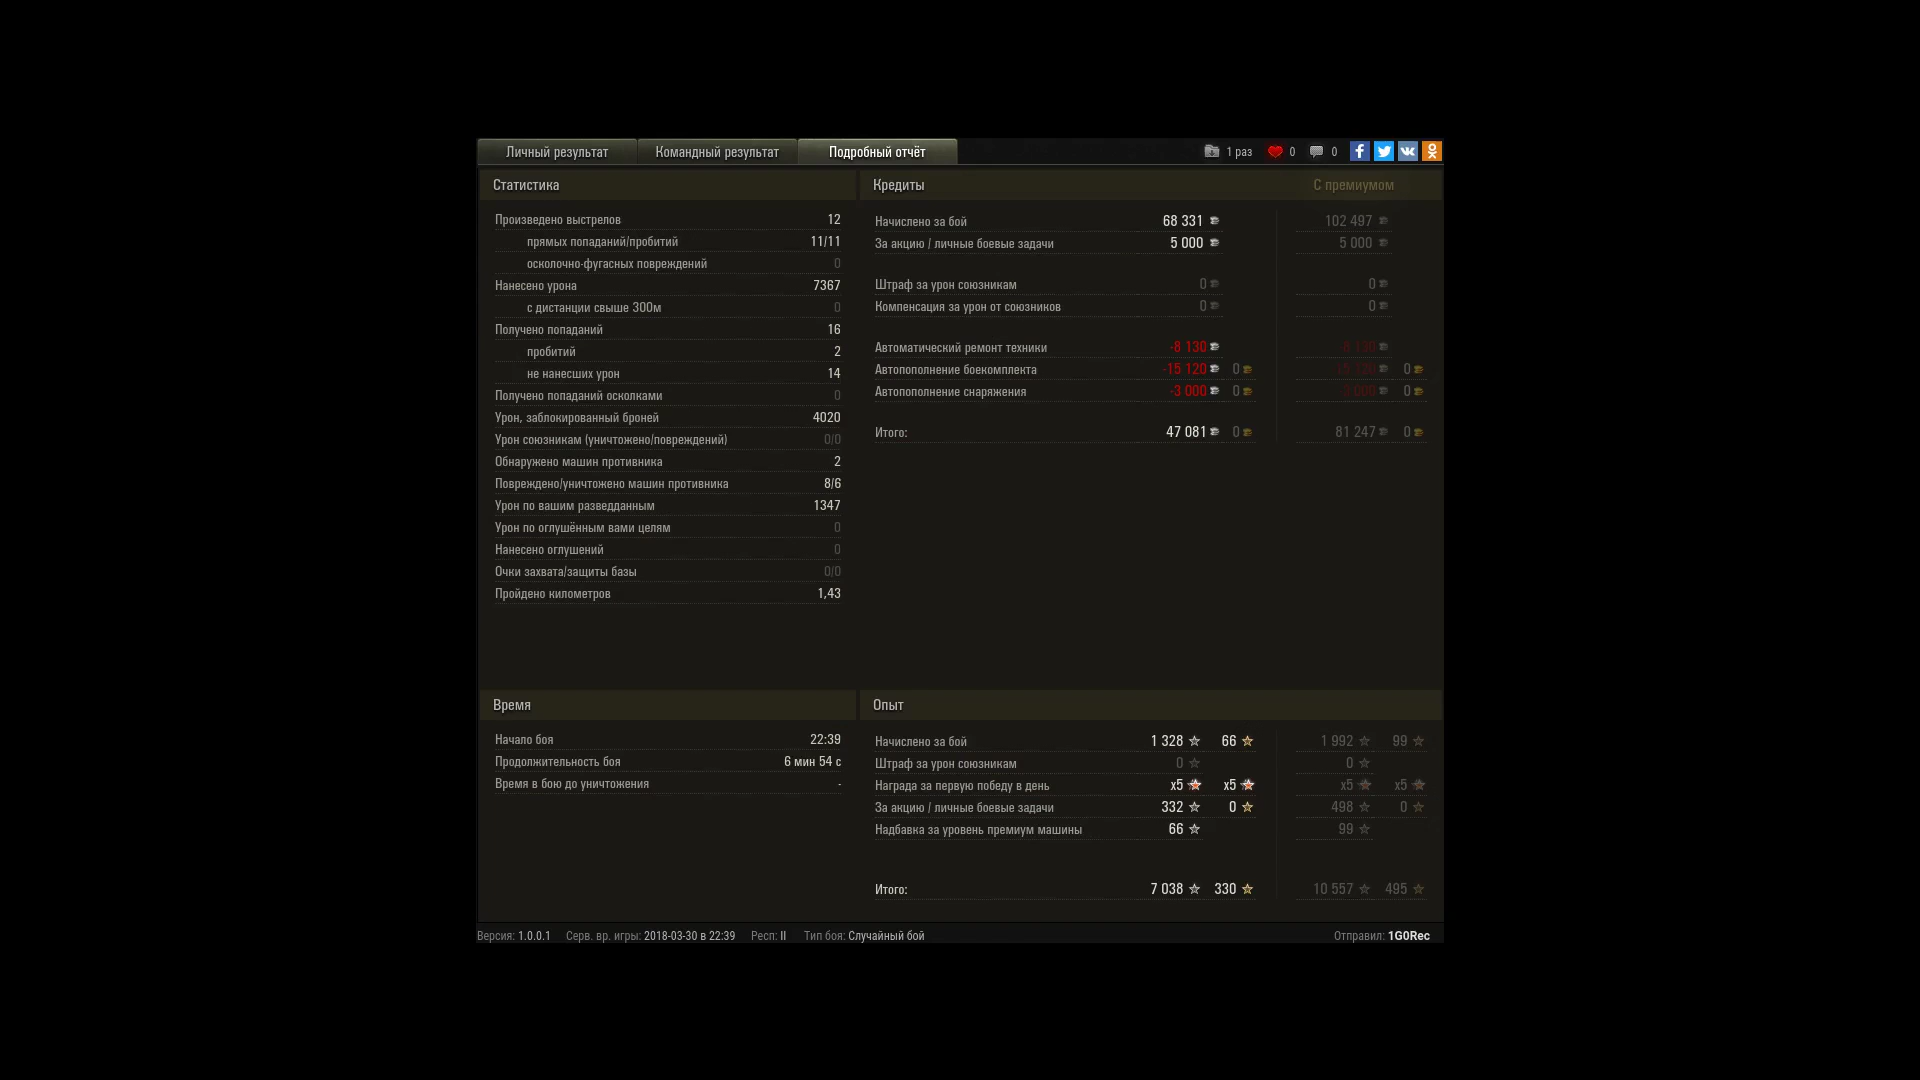 Личный результат Командный результат Подробный отчёт 1 раз 0 0
Статистика
Произведено выстрелов 12
прямых попаданий/пробитий 11/11
осколочно-фугасных повреждений 0
Нанесено урона 7367
с дистанции свыше 300м 0
Получено попаданий 16
пробитий 2
не нанесших урон 14
Получено попаданий осколками 0
Урон, заблокированный броней 4020
Урон союзникам (уничтожено/повреждений) 0/0
Обнаружено машин противника 2
Повреждено/уничтожено машин противника 8/6
Урон по вашим разведданным 1347
Урон по оглушённым вами целям 0
Нанесено оглушений 0
Очки захвата/защиты базы 0/0
Пройдено километров 1,43
Кредиты С премиумом
Начислено за бой 68 331 102 497
За акцию / личные боевые задачи 5 000 5 000
Штраф за урон союзникам 0 0
Компенсация за урон от союзников 0 0
Автоматический ремонт техники -8 130 -8 130
Автопополнение боекомплекта -15 120 0 -15 120 0
Автопополнение снаряжения -3 000 0 -3 000 0
Итого: 47 081 0 81 247 0
Время
Начало боя 22:39
Продолжительность боя 6 мин 54 с
Время в бою до уничтожения -
Опыт
Начислено за бой 1 328 66 1 992 99
Штраф за урон союзникам 0 0
Награда за первую победу в день x5 x5 x5 x5
За акцию / личные боевые задачи 332 0 498 0
Надбавка за уровень премиум машины 66 99
Итого: 7 038 330 10 557 495
Версия: 1.0.0.1 Серв. вр. игры: 2018-03-30 в 22:39 Респ: II Тип боя: Случайный бой Отправил: 1G0Rec